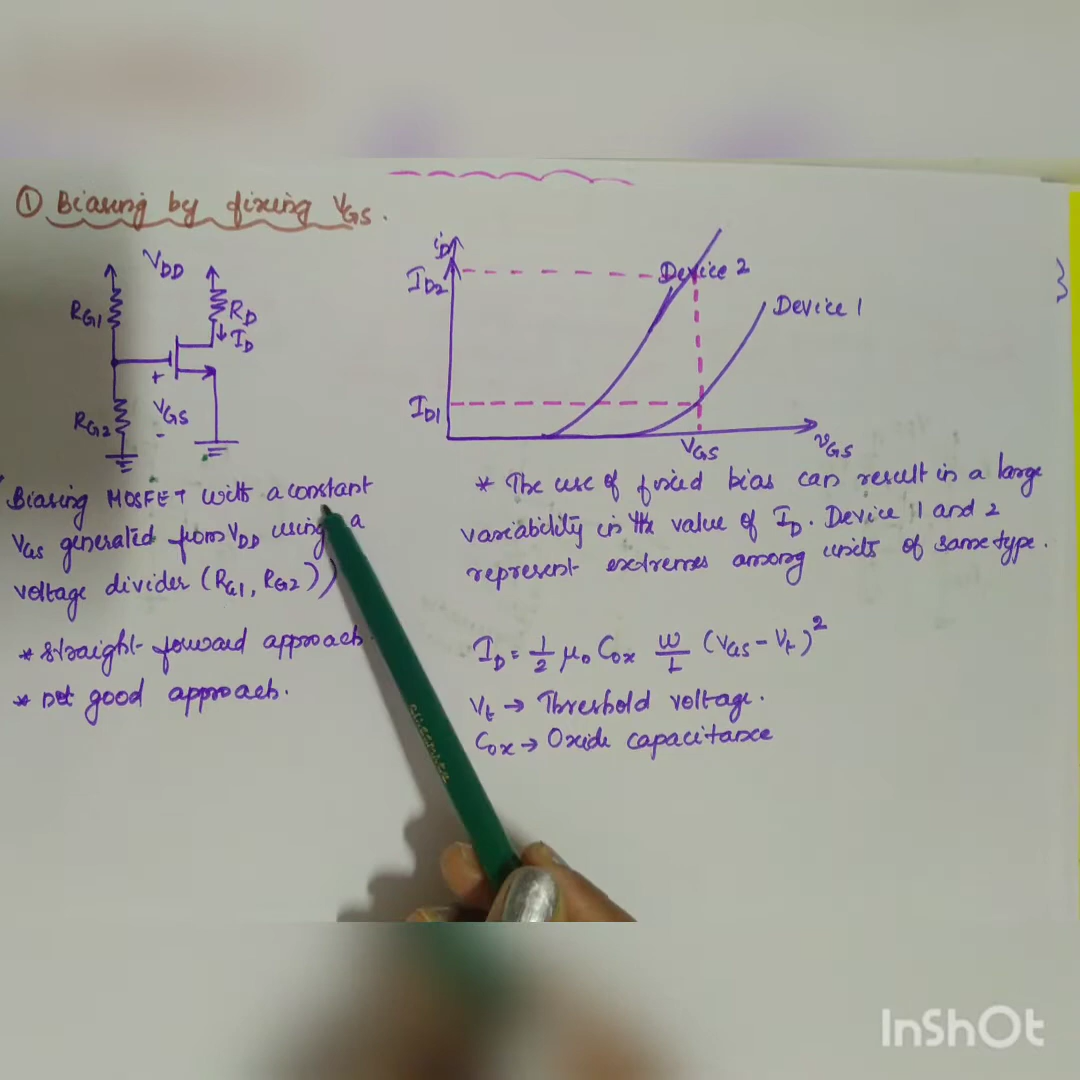 ① Biasing by fixing VGS.
VDD
RG1
RD
ID
+
VGS
-
RG2
iD
ID2
Device 2
Device 1
ID1
VGS
vGS
Biasing MOSFET with a constant
VGS generated from VDD using a
voltage divider (RG1, RG2))
* straight-forward approach.
* not good approach.
* The use of fixed bias can result in a large
variability in the value of ID. Device 1 and 2
represent extremes among units of same type.
ID = 1/2 μn Cox W/L (VGS - Vt)²
Vt → Threshold voltage.
Cox → Oxide capacitance
InShOt